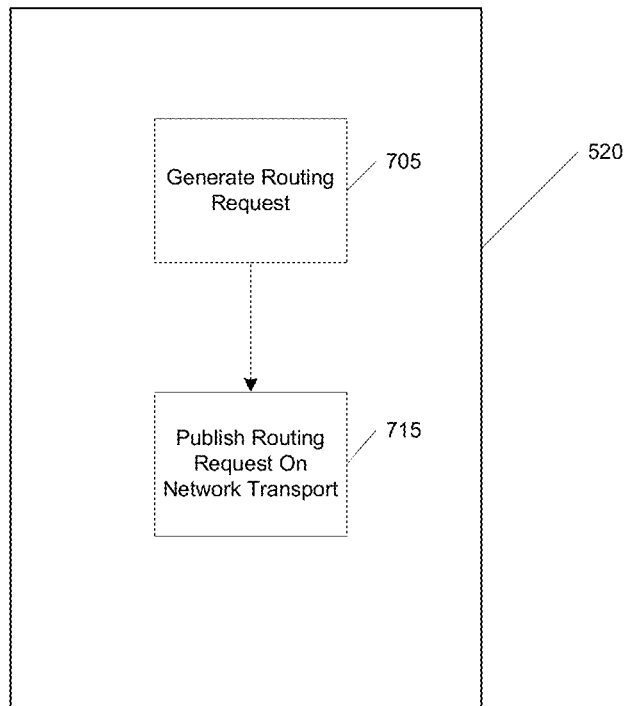 Generate Routing
Request
705
520
Publish Routing
Request On
Network Transport
715